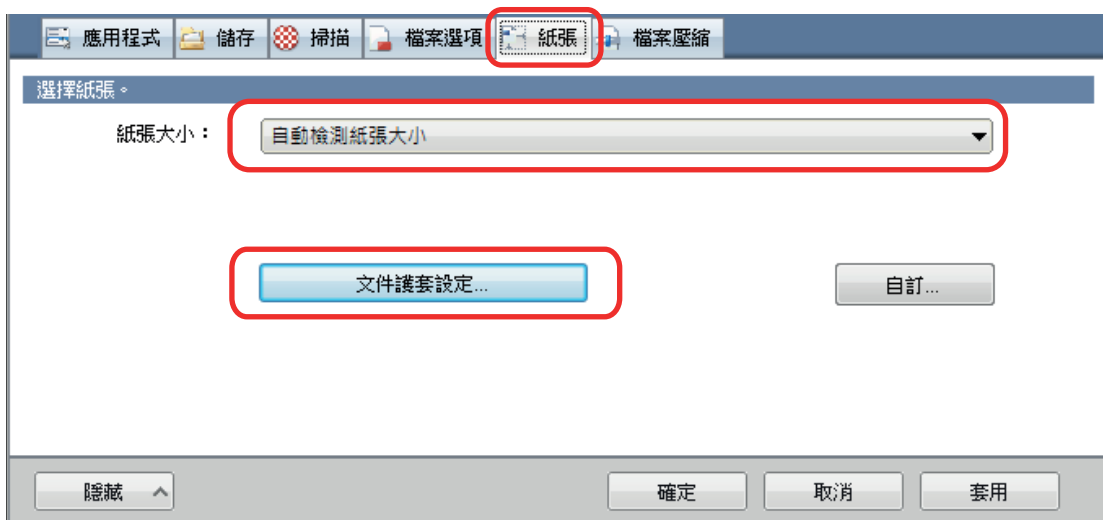 應用程式 儲存 掃描 檔案選項 紙張 檔案壓縮
選擇紙張。
紙張大小： 自動檢測紙張大小
文件護套設定... 自訂...
隱藏 確定 取消 套用